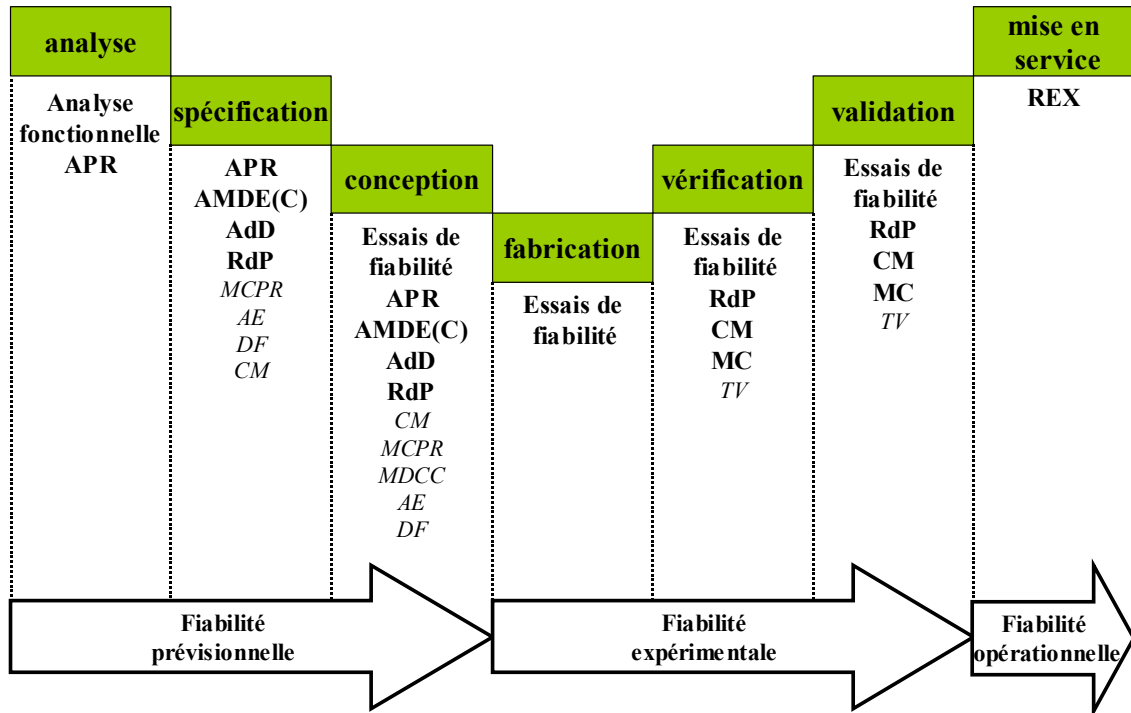 analyse
Analyse
fonctionnelle
APR
spécification
APR
AMDE(C)
AdD
RdP
MCPR
AE
DF
CM
conception
Essais de
fiabilité
APR
AMDE(C)
AdD
RdP
CM
MCPR
MDCC
AE
DF
fabrication
Essais de
fiabilité
vérification
Essais de
fiabilité
RdP
CM
MC
TV
validation
Essais de
fiabilité
RdP
CM
MC
TV
mise en
service
REX
Fiabilité
prévisionnelle
Fiabilité
expérimentale
Fiabilité
opérationnelle